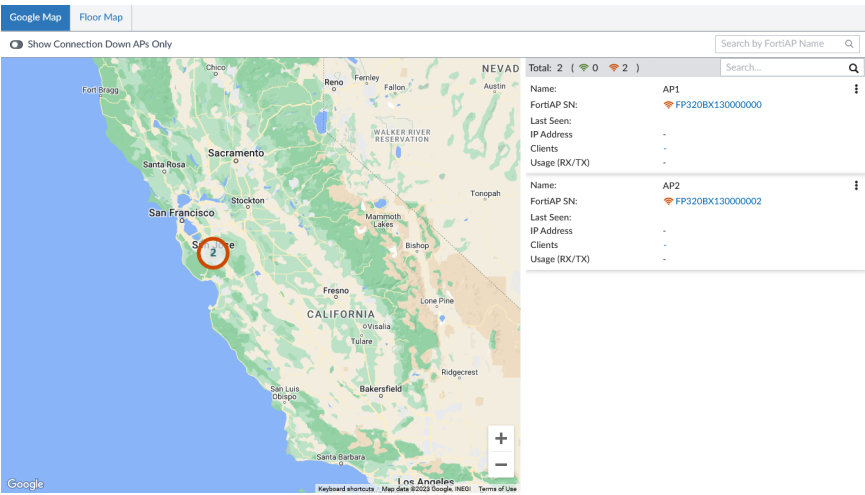 Google Map Floor Map
Show Connection Down APs Only
Search by FortiAP Name
Chico
NEVAD
Reno
Fernley
Fallon
Austin
Fort Bragg
WALKER RIVER
RESERVATION
Sacramento
Santa Rosa
Tonopah
Stockton
San Francisco
Mammoth
Lakes
San Jose
2
Bishop
Fresno
Lone Pine
CALIFORNIA
Visalia
Tulare
Ridgecrest
San Luis
Obispo
Bakersfield
Santa Barbara
Los Angeles
Google
Keyboard shortcuts Map data ©2023 Google, INEGI Terms of Use
Total: 2 ( 0 2 )
Search...
Name: AP1
FortiAP SN: FP320BX130000000
Last Seen:
IP Address -
Clients -
Usage (RX/TX) -
Name: AP2
FortiAP SN: FP320BX130000002
Last Seen:
IP Address -
Clients -
Usage (RX/TX) -